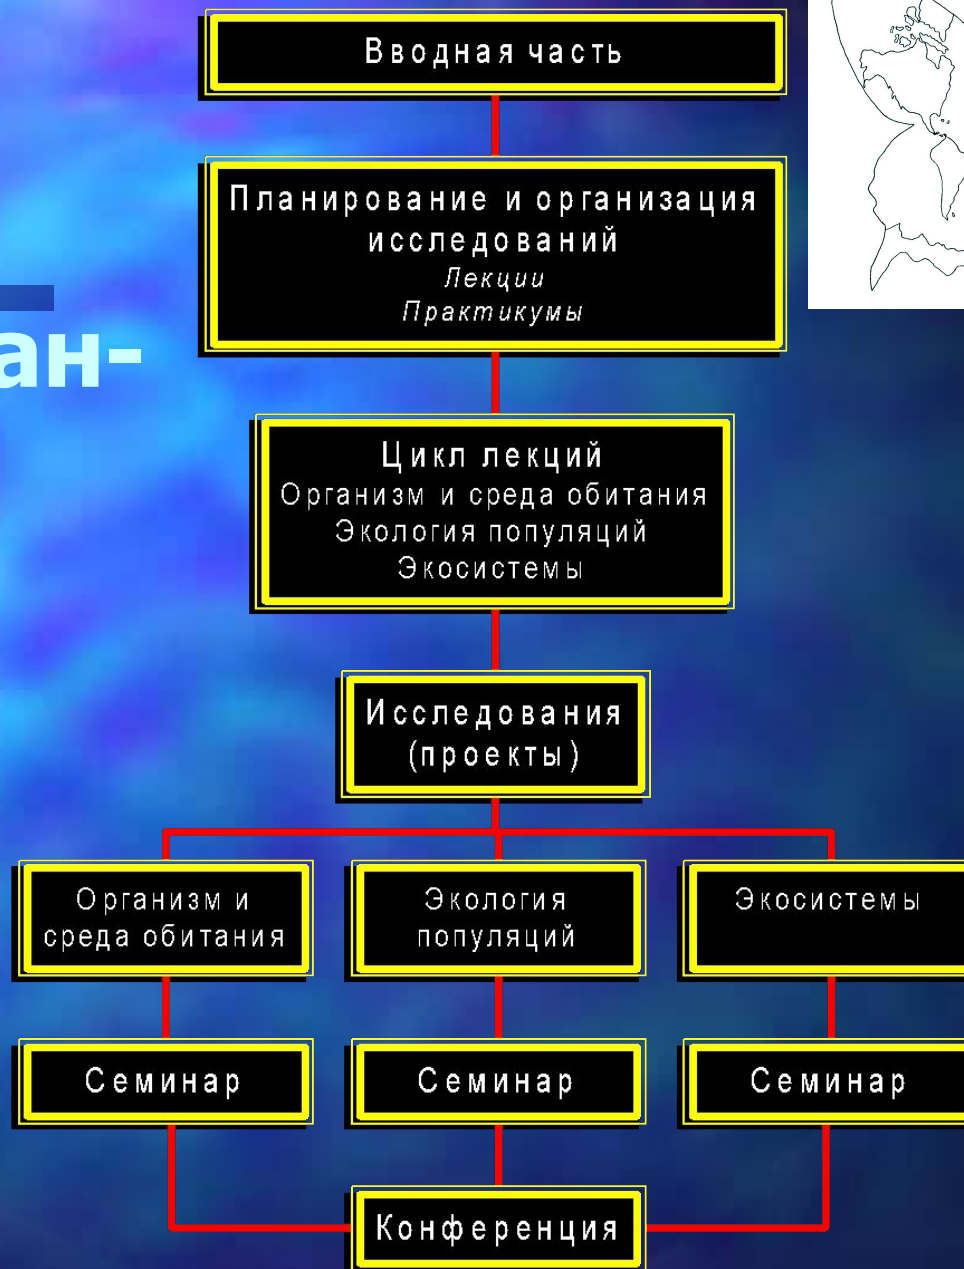 Вводная часть
Планирование и организация
исследований
Лекции
Практикумы
ан-
Цикл лекций
Организм и среда обитания
Экология популяций
Экосистемы
Исследования
(проекты)
Организм и
среда обитания
Экология
популяций
Экосистемы
Семинар
Семинар
Семинар
Конференция